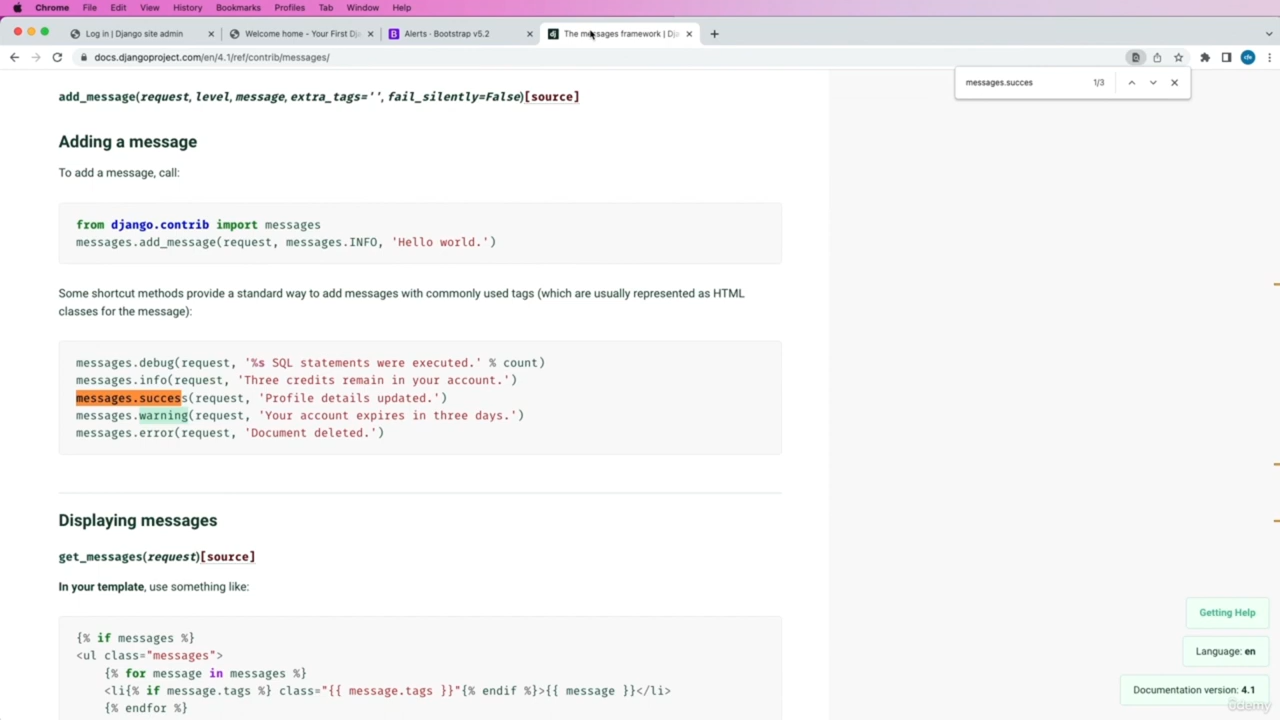 Chrome File Edit View History Bookmarks Profiles Tab Window Help
Log in | Django site admin Welcome home - Your First Dj Alerts · Bootstrap v5.2 The messages framework | Dja
docs.djangoproject.com/en/4.1/ref/contrib/messages/
messages.succes 1/3
add_message(request, level, message, extra_tags='', fail_silently=False)[source]
Adding a message
To add a message, call:
from django.contrib import messages
messages.add_message(request, messages.INFO, 'Hello world.')
Some shortcut methods provide a standard way to add messages with commonly used tags (which are usually represented as HTML
classes for the message):
messages.debug(request, '%s SQL statements were executed.' % count)
messages.info(request, 'Three credits remain in your account.')
messages.success(request, 'Profile details updated.')
messages.warning(request, 'Your account expires in three days.')
messages.error(request, 'Document deleted.')
Displaying messages
get_messages(request)[source]
In your template, use something like:
{% if messages %}
<ul class="messages">
    {% for message in messages %}
    <li{% if message.tags %} class="{{ message.tags }}"{% endif %}>{{ message }}</li>
    {% endfor %}
Getting Help
Language: en
Documentation version: 4.1
ûdemy